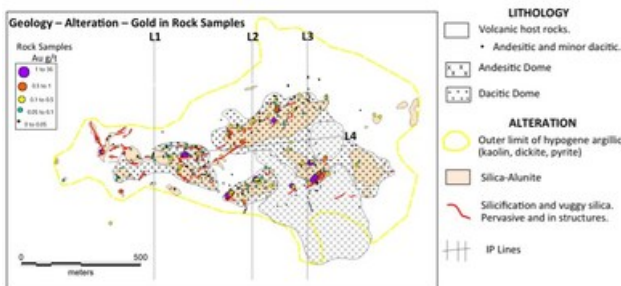 Geology – Alteration – Gold in Rock Samples
L1
L2
L3
L4
Rock Samples
Au g/t
1 to 30
0.5 to 1
0.1 to 0.5
0.05 to 0.1
0 to 0.05
0
500
meters
LITHOLOGY
Volcanic host rocks.
Andesitic and minor dacitic.
Andesitic Dome
Dacitic Dome
ALTERATION
Outer limit of hypogene argillic
(kaolin, dickite, pyrite)
Silica-Alunite
Silicification and vuggy silica.
Pervasive and in structures.
IP Lines